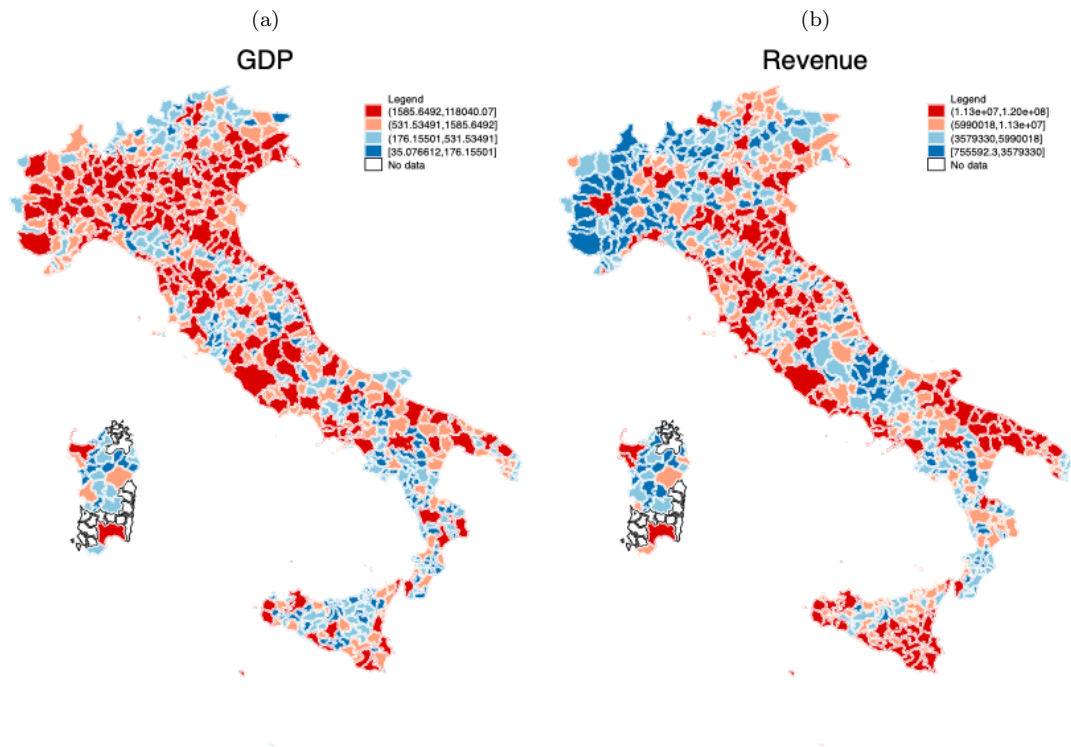 (a)
GDP
Legend
(1585.6492,118040.07]
(531.53491,1585.6492]
(176.15501,531.53491]
[35.076612,176.15501]
No data
(b)
Revenue
Legend
(1.13e+07,1.20e+08]
(5990018,1.13e+07]
(3579330,5990018]
[755592.3,3579330]
No data